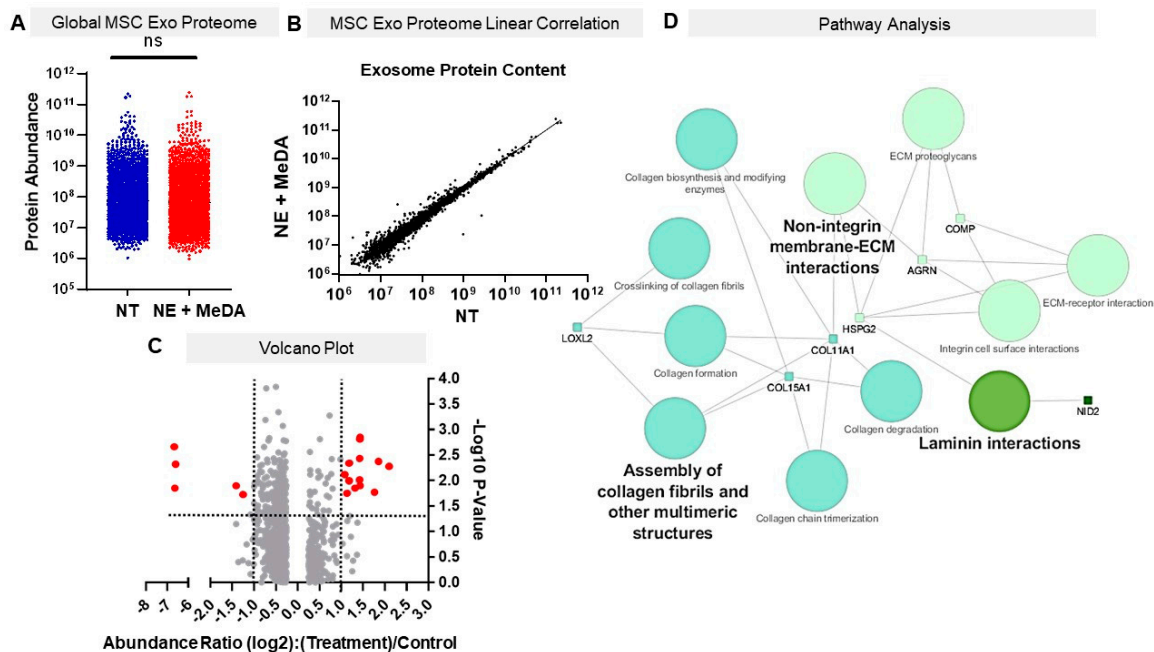 A
Global MSC Exo Proteome
ns
Protein Abundance
10^12
10^11
10^10
10^9
10^8
10^7
10^6
10^5
NT
NE + MeDA
B
MSC Exo Proteome Linear Correlation
Exosome Protein Content
NE + MeDA
10^12
10^11
10^10
10^9
10^8
10^7
10^6
10^6 10^7 10^8 10^9 10^10 10^11 10^12
NT
C
Volcano Plot
4.0
3.5
3.0
2.5
2.0
1.5
1.0
0.5
0.0
-Log10 P-Value
-8 -7 -6 -2.0 -1.5 -1.0 -0.5 0.0 0.5 1.0 1.5 2.0 2.5 3.0
Abundance Ratio (log2):(Treatment)/Control
D
Pathway Analysis
ECM proteoglycans
Collagen biosynthesis and modifying
enzymes
Non-integrin
membrane-ECM
interactions
COMP
AGRN
ECM-receptor interaction
Crosslinking of collagen fibrils
HSPG2
LOXL2
COL11A1
Integrin cell surface interactions
Collagen formation
COL15A1
NID2
Collagen degradation
Laminin interactions
Assembly of
collagen fibrils and
other multimeric
structures
Collagen chain trimerization